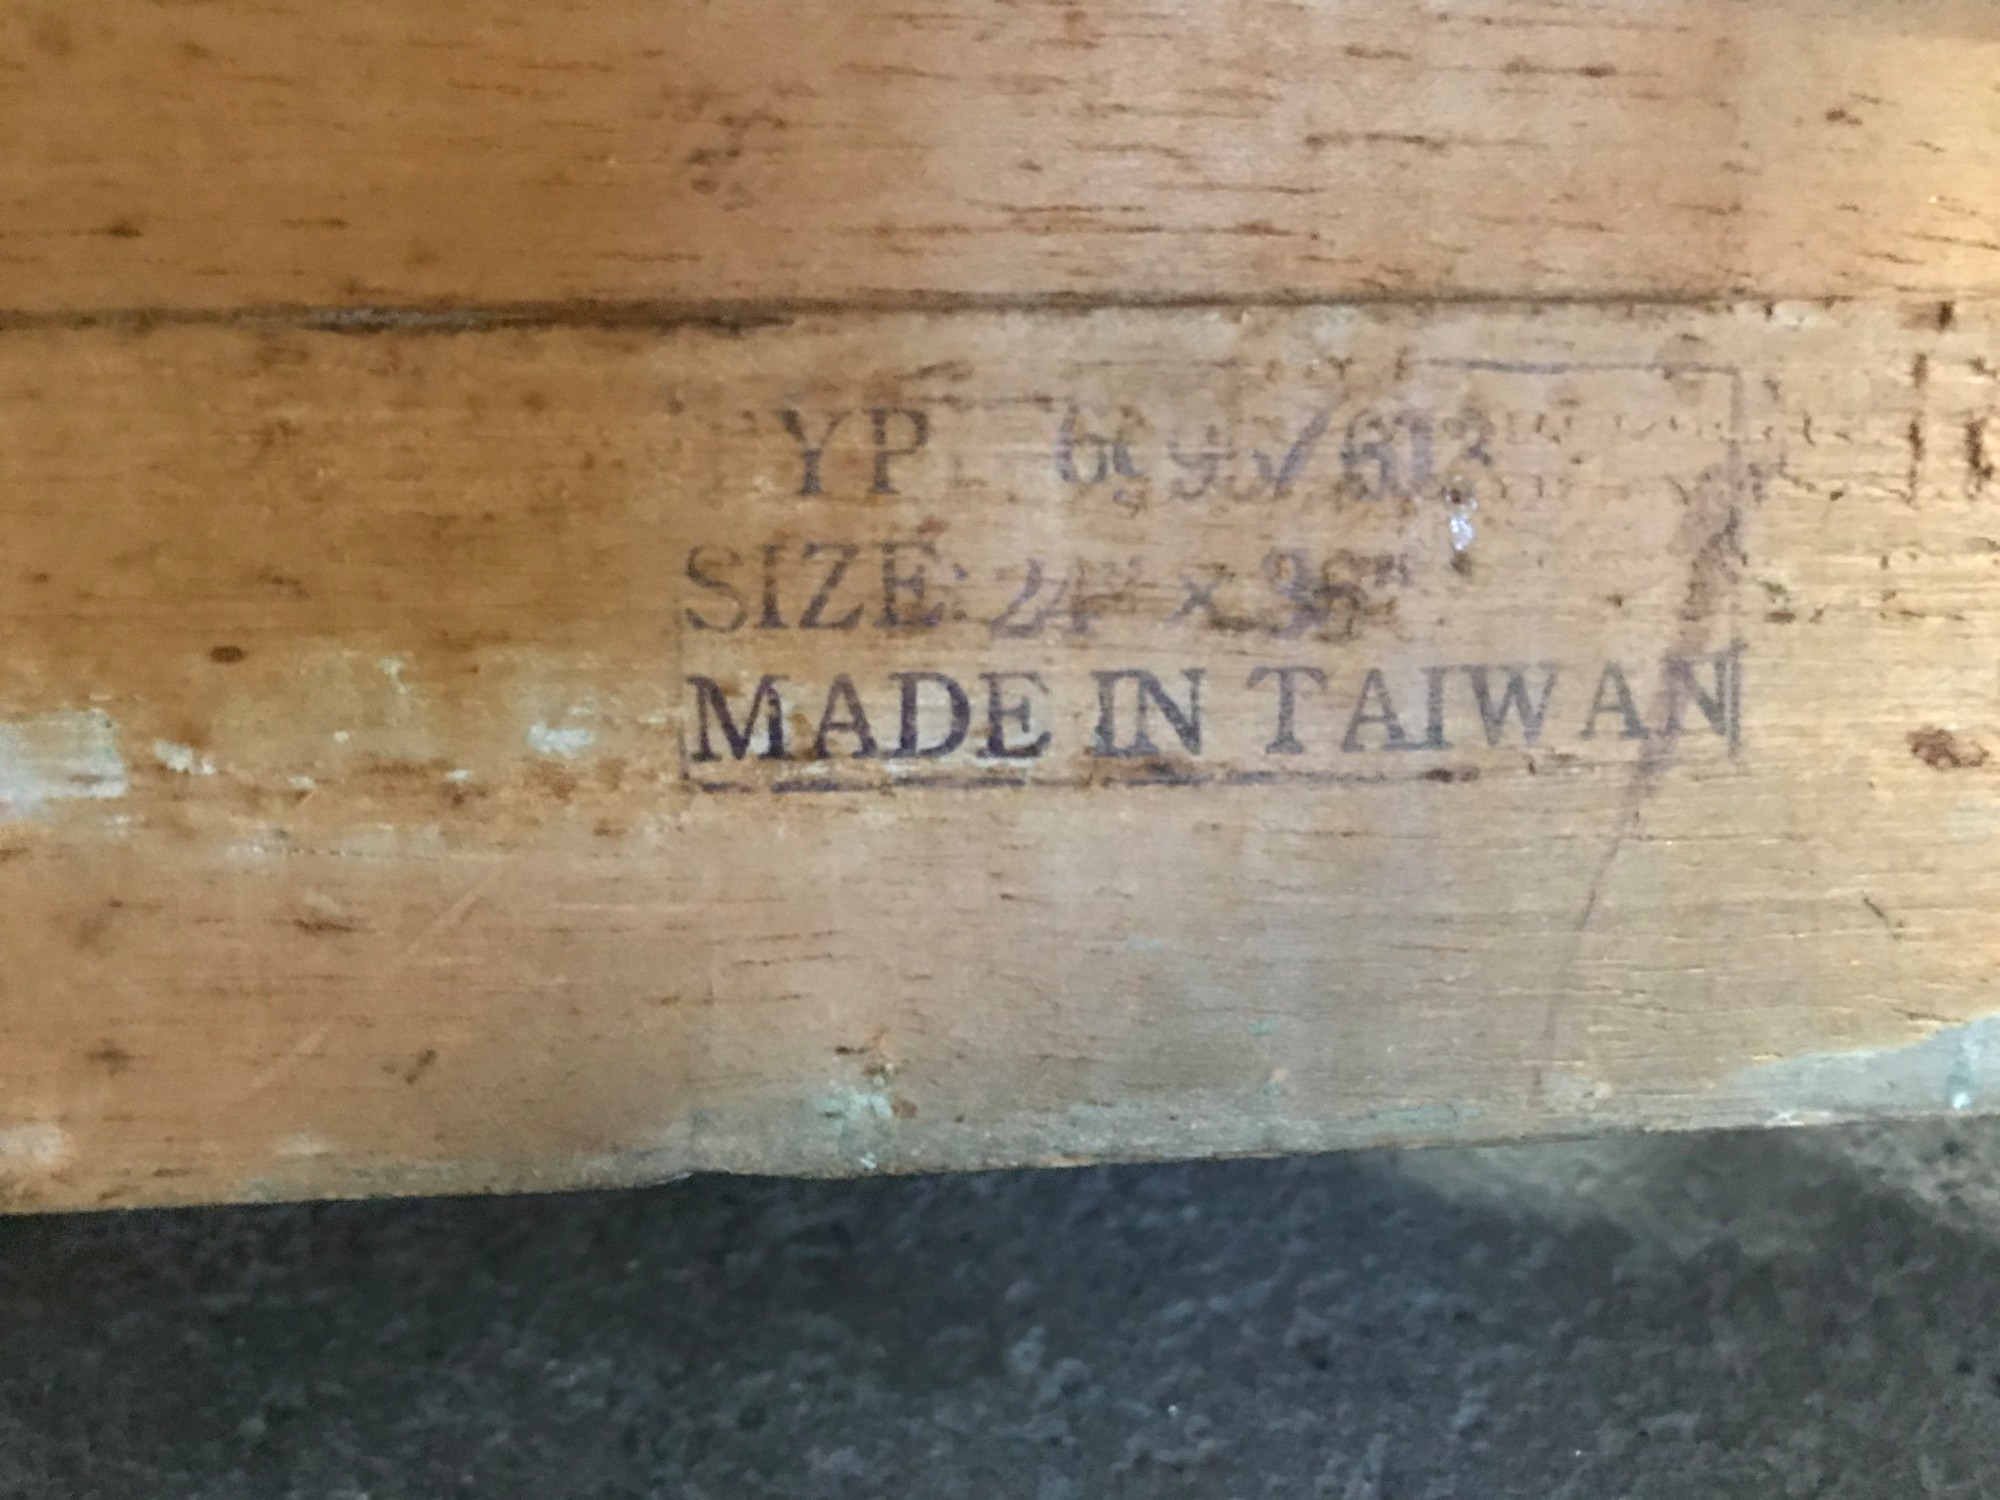 YP
SIZE: 24" x 36"
MADE IN TAIWAN